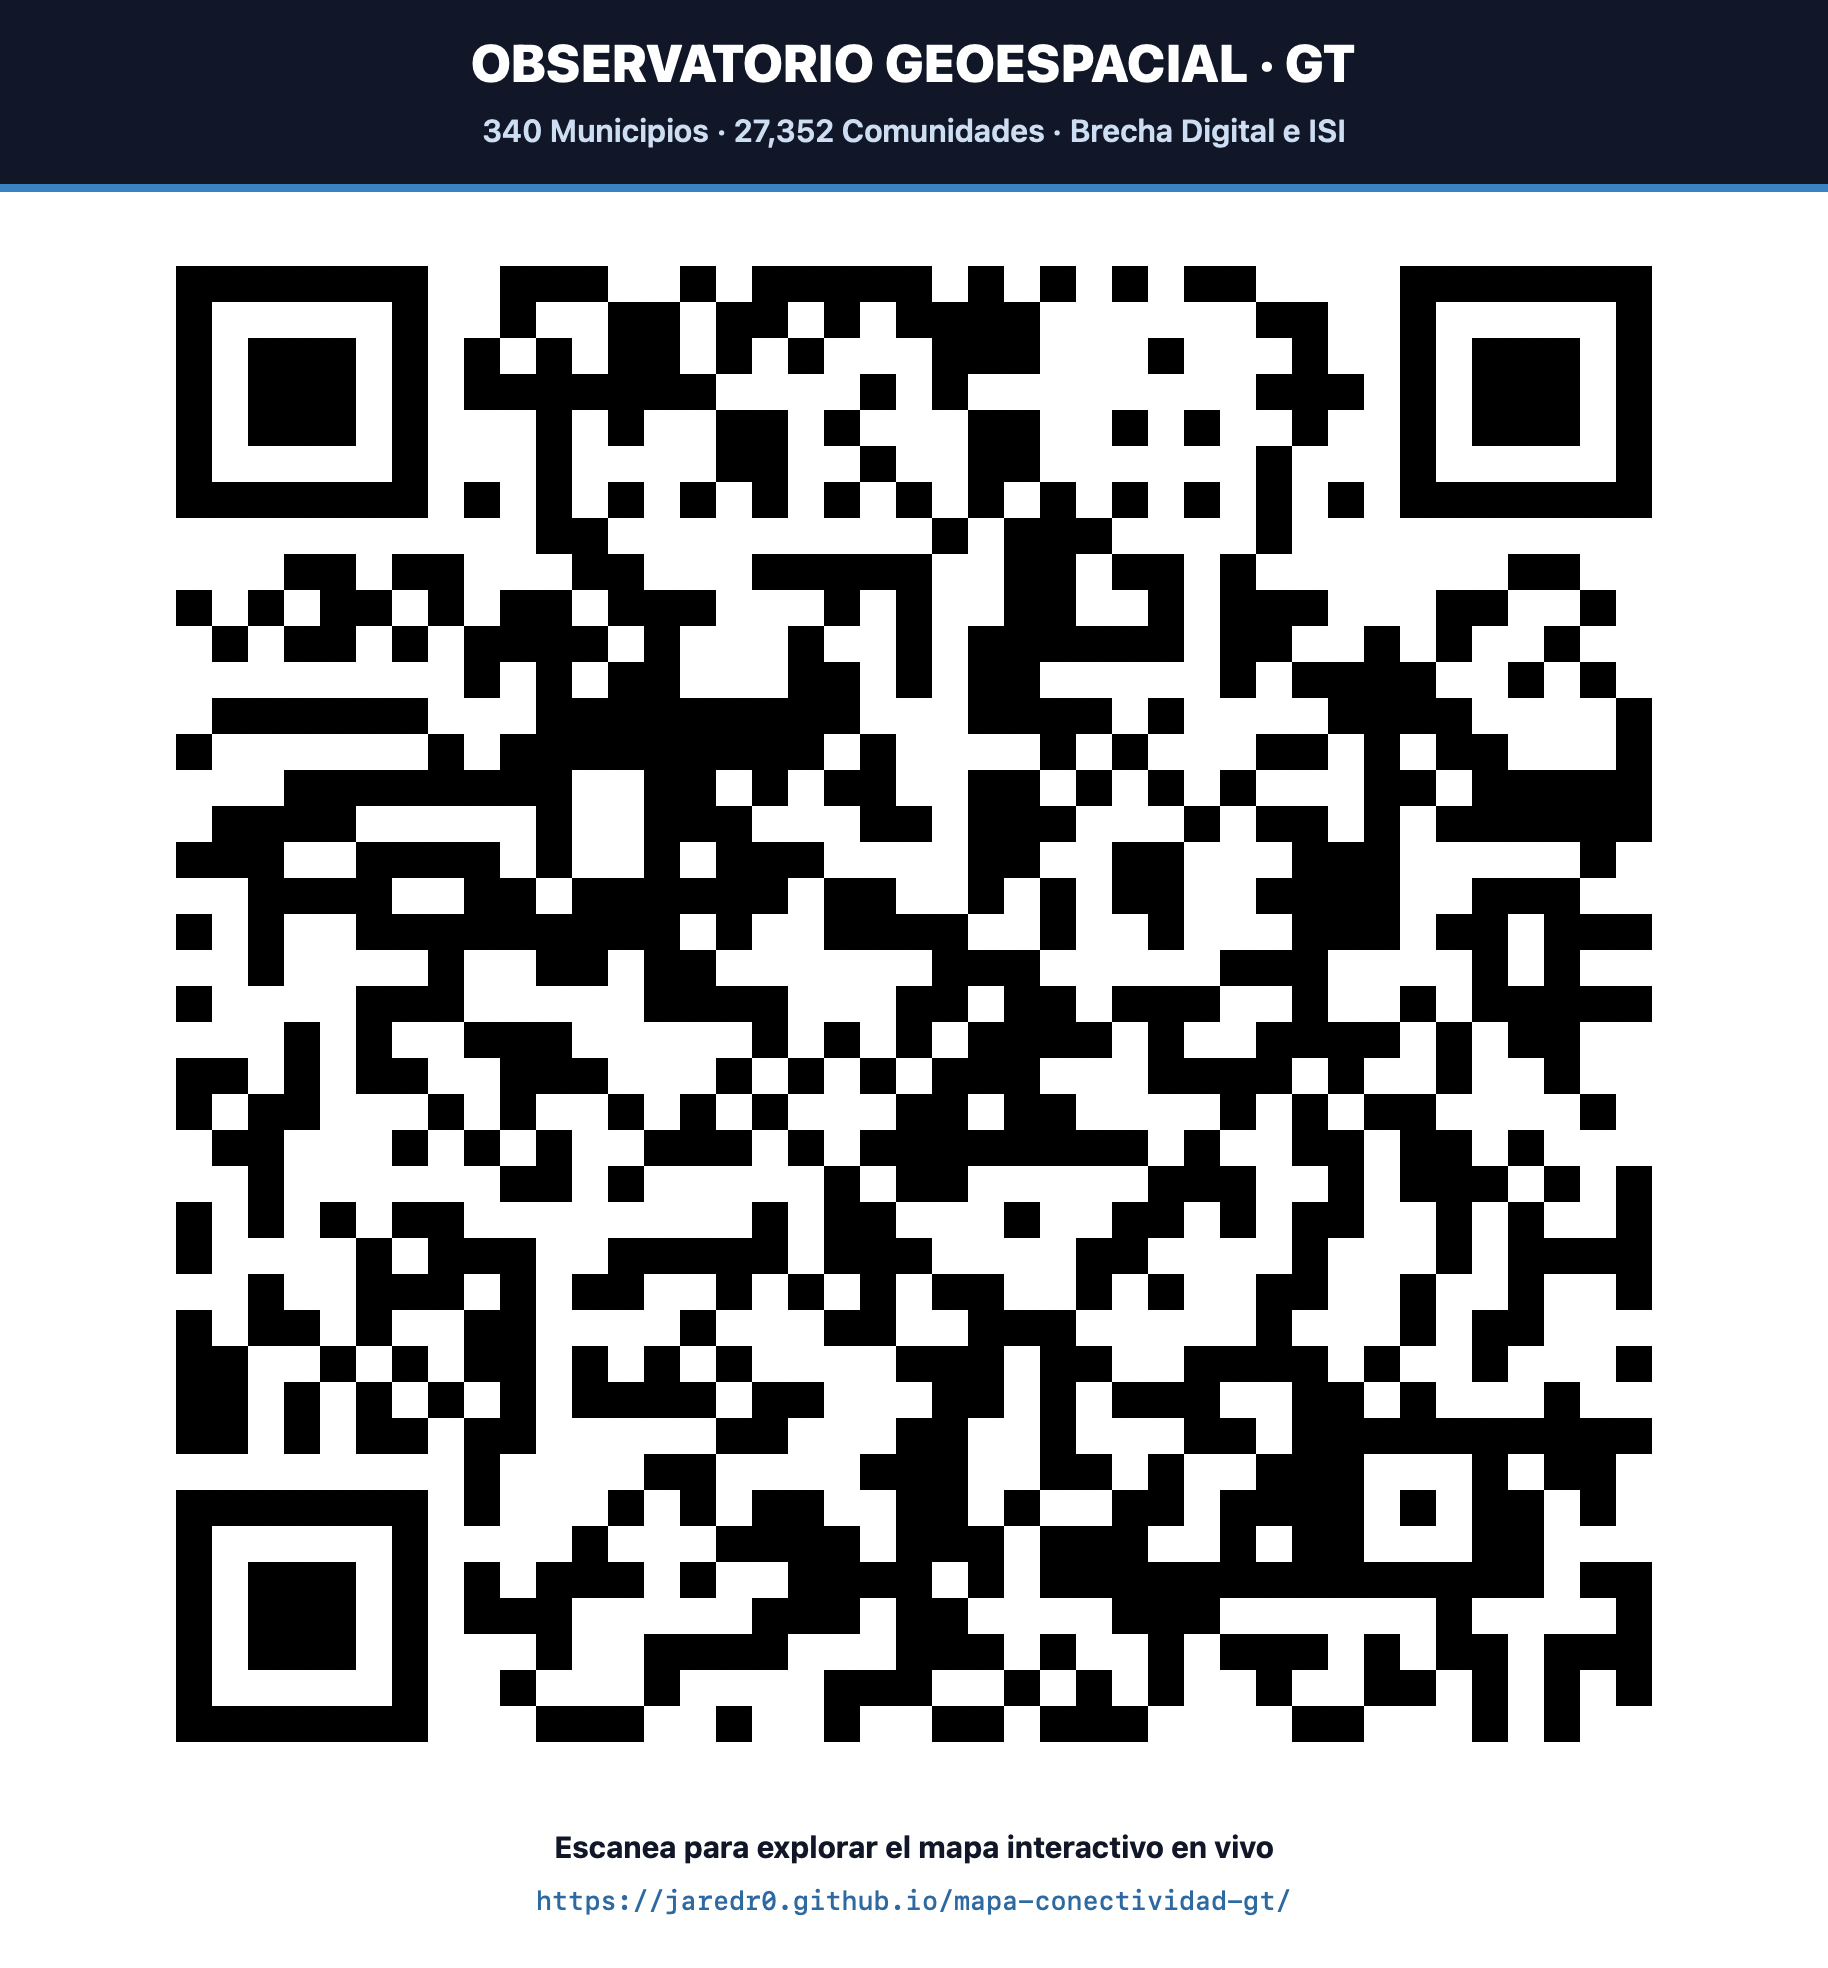 OBSERVATORIO GEOESPACIAL · GT
340 Municipios · 27,352 Comunidades · Brecha Digital e ISI
Escanea para explorar el mapa interactivo en vivo
https://jaredr0.github.io/mapa-conectividad-gt/